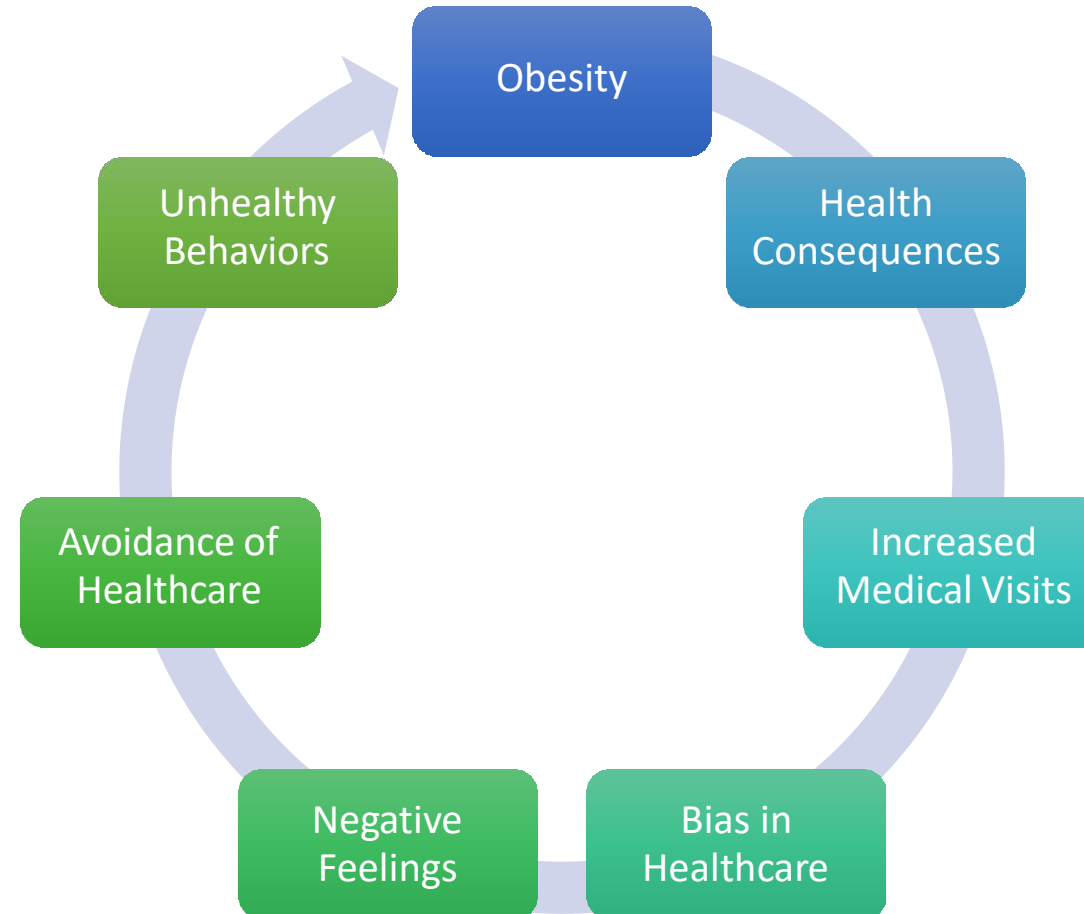 Obesity
Health
Consequences
Increased
Medical Visits
Bias in
Healthcare
Negative
Feelings
Avoidance of
Healthcare
Unhealthy
Behaviors